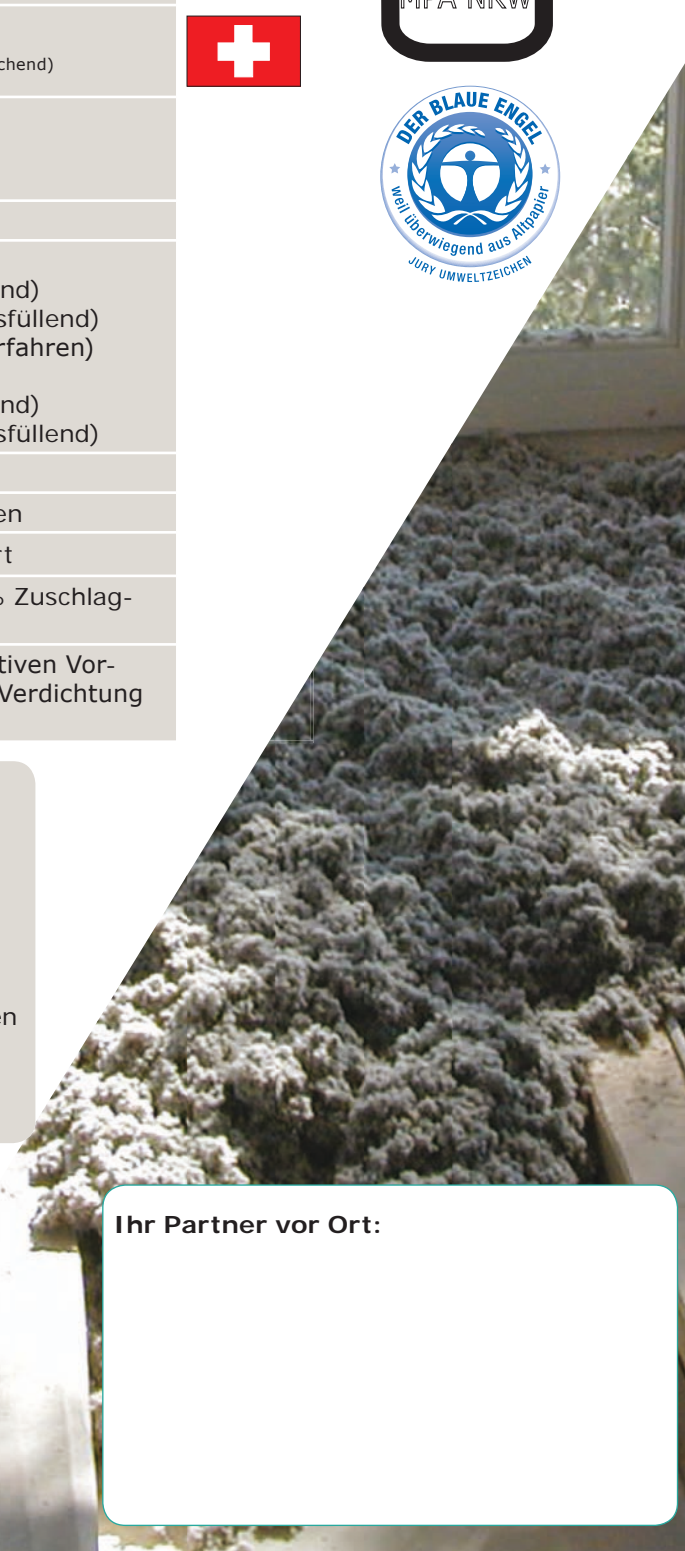 MPA NRW
chend)
DER BLAUE ENGEL
weil überwiegend aus Altpapier
JURY UMWELTZEICHEN
nd)
sfüllend)
rfahren)
nd)
sfüllend)
en
rt
% Zuschlag-
tiven Vor-
Verdichtung
en
Ihr Partner vor Ort: